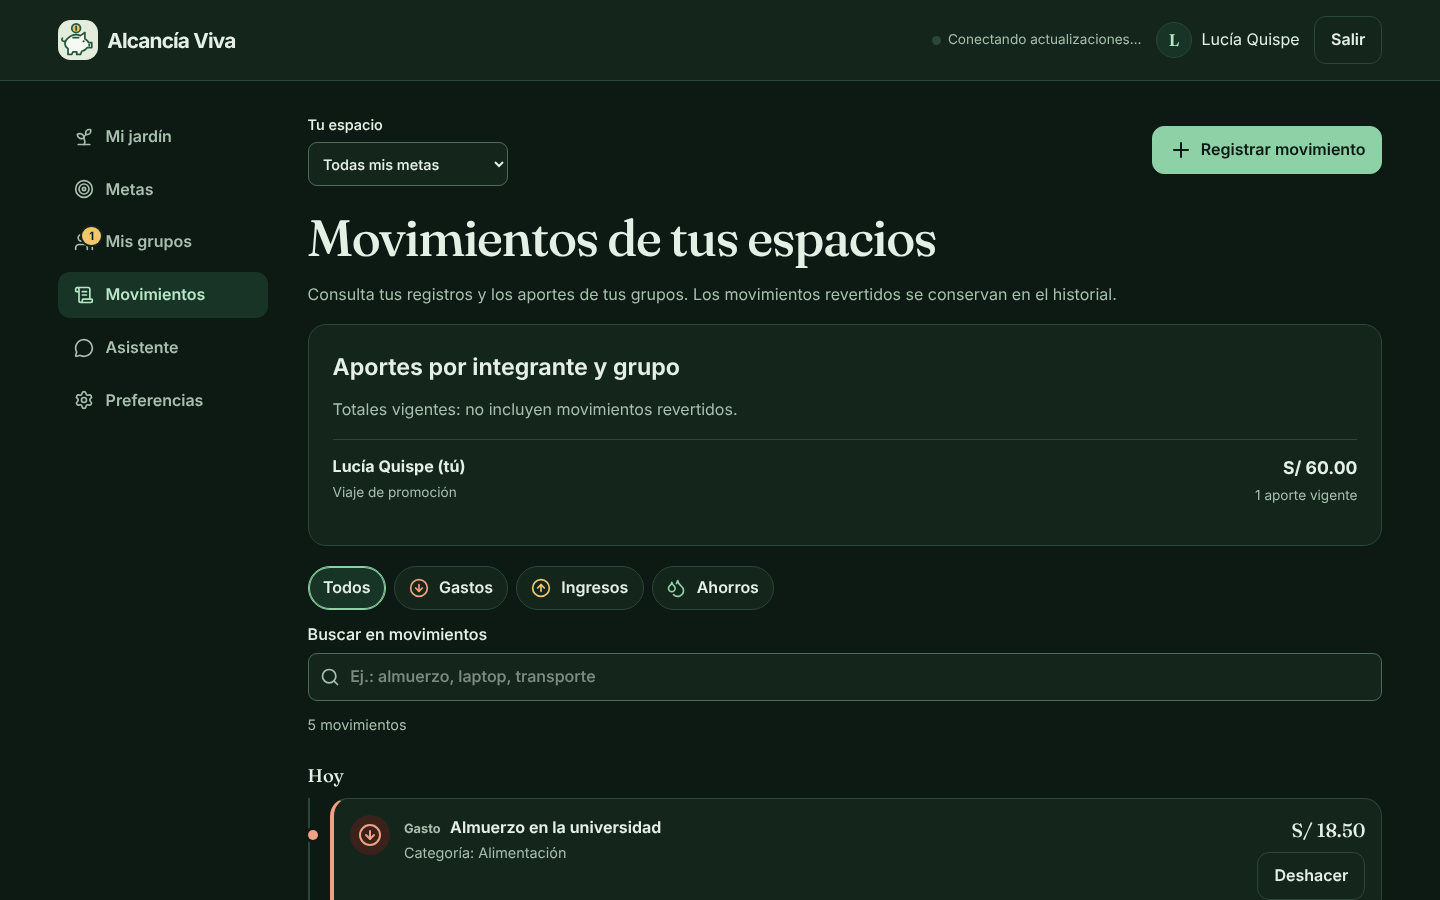 Alcancía Viva
Conectando actualizaciones...
L
Lucía Quispe
Salir
Mi jardín
Metas
1
Mis grupos
Movimientos
Asistente
Preferencias
Tu espacio
Todas mis metas
Registrar movimiento
Movimientos de tus espacios
Consulta tus registros y los aportes de tus grupos. Los movimientos revertidos se conservan en el historial.
Aportes por integrante y grupo
Totales vigentes: no incluyen movimientos revertidos.
Lucía Quispe (tú)
S/ 60.00
Viaje de promoción
1 aporte vigente
Todos
Gastos
Ingresos
Ahorros
Buscar en movimientos
Ej.: almuerzo, laptop, transporte
5 movimientos
Hoy
Gasto Almuerzo en la universidad
S/ 18.50
Categoría: Alimentación
Deshacer